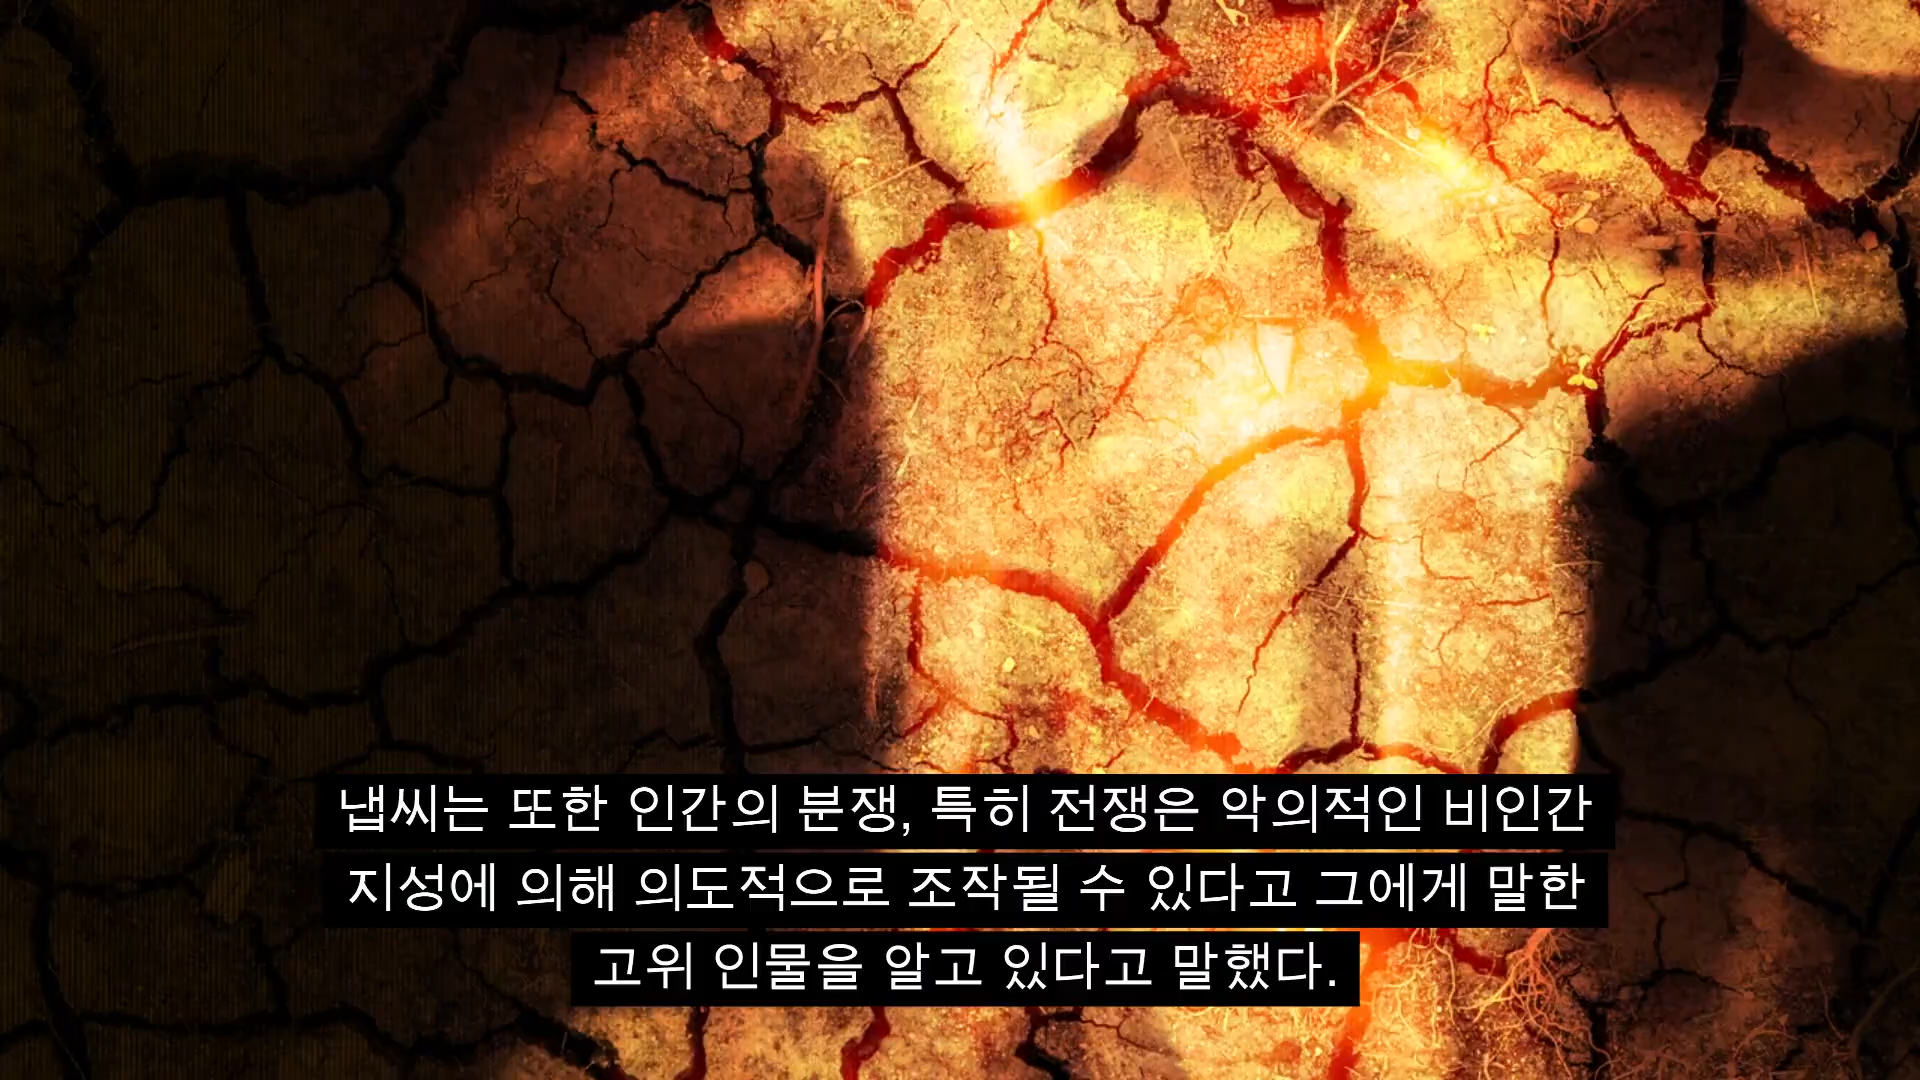 냅씨는 또한 인간의 분쟁, 특히 전쟁은 악의적인 비인간
지성에 의해 의도적으로 조작될 수 있다고 그에게 말한
고위 인물을 알고 있다고 말했다.